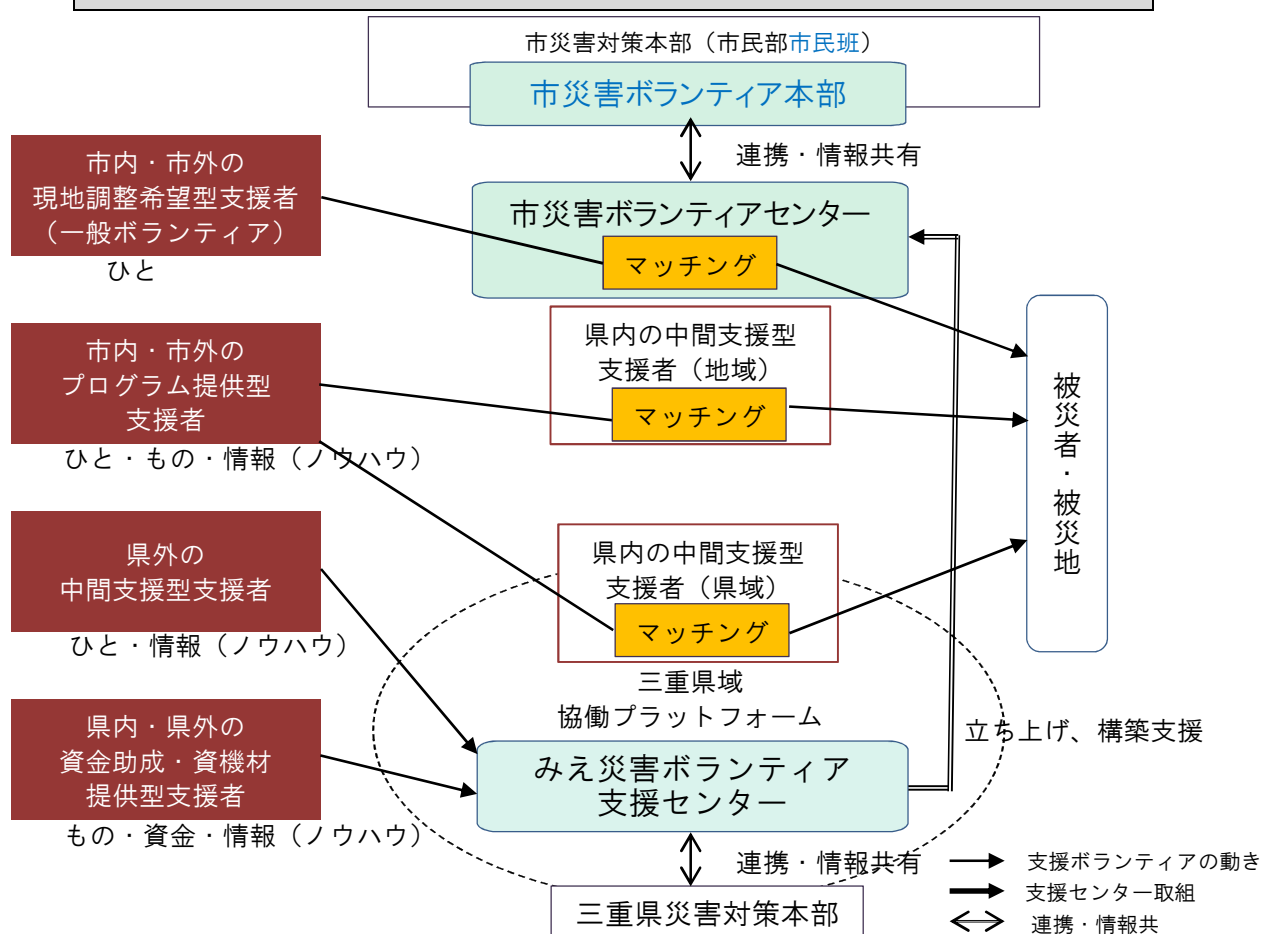 市災害対策本部（市民部市民班）
市災害ボランティア本部
連携・情報共有
市内・市外の
現地調整希望型支援者
（一般ボランティア）
ひと
市災害ボランティアセンター
マッチング
市内・市外の
プログラム提供型
支援者
ひと・もの・情報（ノウハウ）
県内の中間支援型
支援者（地域）
マッチング
被災者・被災地
県外の
中間支援型支援者
ひと・情報（ノウハウ）
県内の中間支援型
支援者（県域）
マッチング
三重県域
協働プラットフォーム
県内・県外の
資金助成・資機材
提供型支援者
もの・資金・情報（ノウハウ）
みえ災害ボランティア
支援センター
立ち上げ、構築支援
連携・情報共有
三重県災害対策本部
支援ボランティアの動き
支援センター取組
連携・情報共